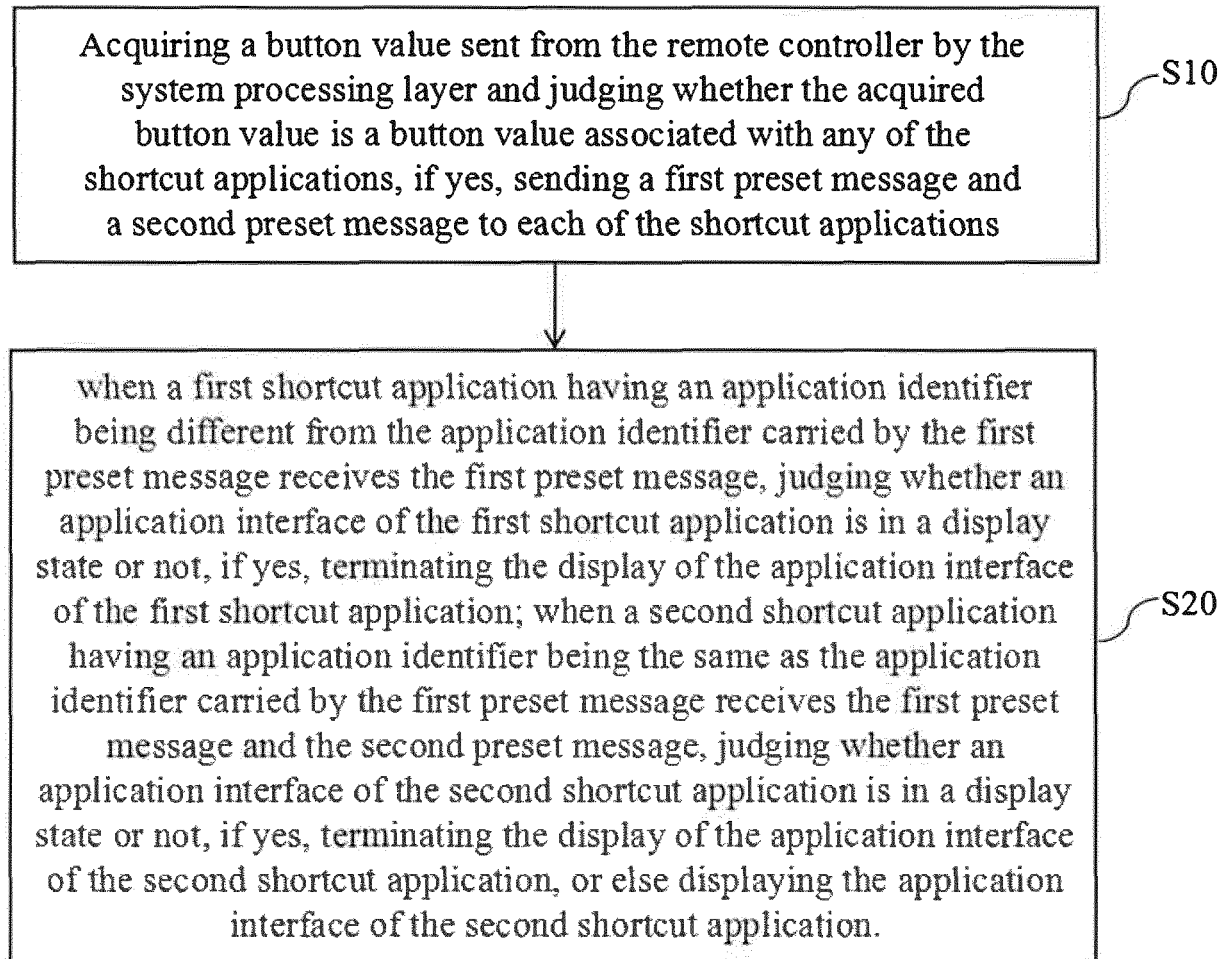 Acquiring a button value sent from the remote controller by the
system processing layer and judging whether the acquired
button value is a button value associated with any of the
shortcut applications, if yes, sending a first preset message and
a second preset message to each of the shortcut applications
S10
when a first shortcut application having an application identifier
being different from the application identifier carried by the first
preset message receives the first preset message, judging whether an
application interface of the first shortcut application is in a display
state or not, if yes, terminating the display of the application interface
of the first shortcut application; when a second shortcut application
having an application identifier being the same as the application
identifier carried by the first preset message receives the first preset
message and the second preset message, judging whether an
application interface of the second shortcut application is in a display
state or not, if yes, terminating the display of the application interface
of the second shortcut application, or else displaying the application
interface of the second shortcut application.
S20